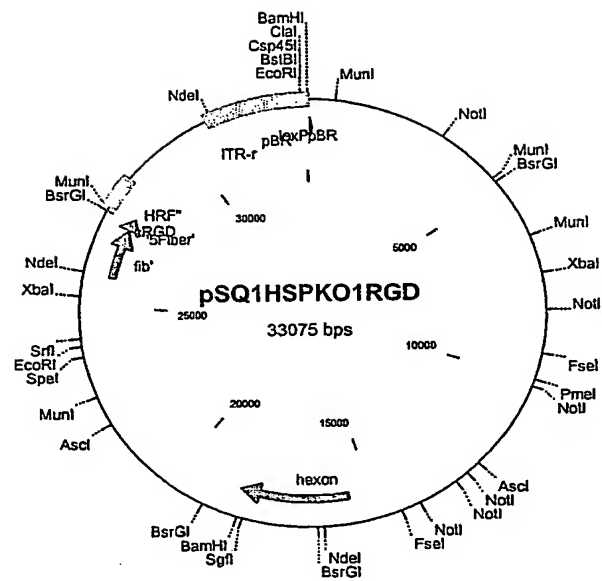 BamHI
ClaI
Csp45I
BstBI
EcoRI
MunI
NdeI
NotI
pBR
loxP
pBR
ITR-r
MunI
BsrGI
MunI
BsrGI
HRF"
RGD
'5Fiber'
fib'
30000
5000
MunI
XbaI
NdeI
XbaI
pSQ1HSPKO1RGD
33075 bps
25000
10000
NotI
SrfI
EcoRI
SpeI
FseI
PmeI
NotI
MunI
AscI
20000
15000
hexon
AscI
NotI
NotI
NotI
FseI
BsrGI
BamHI
SgfI
NdeI
BsrGI